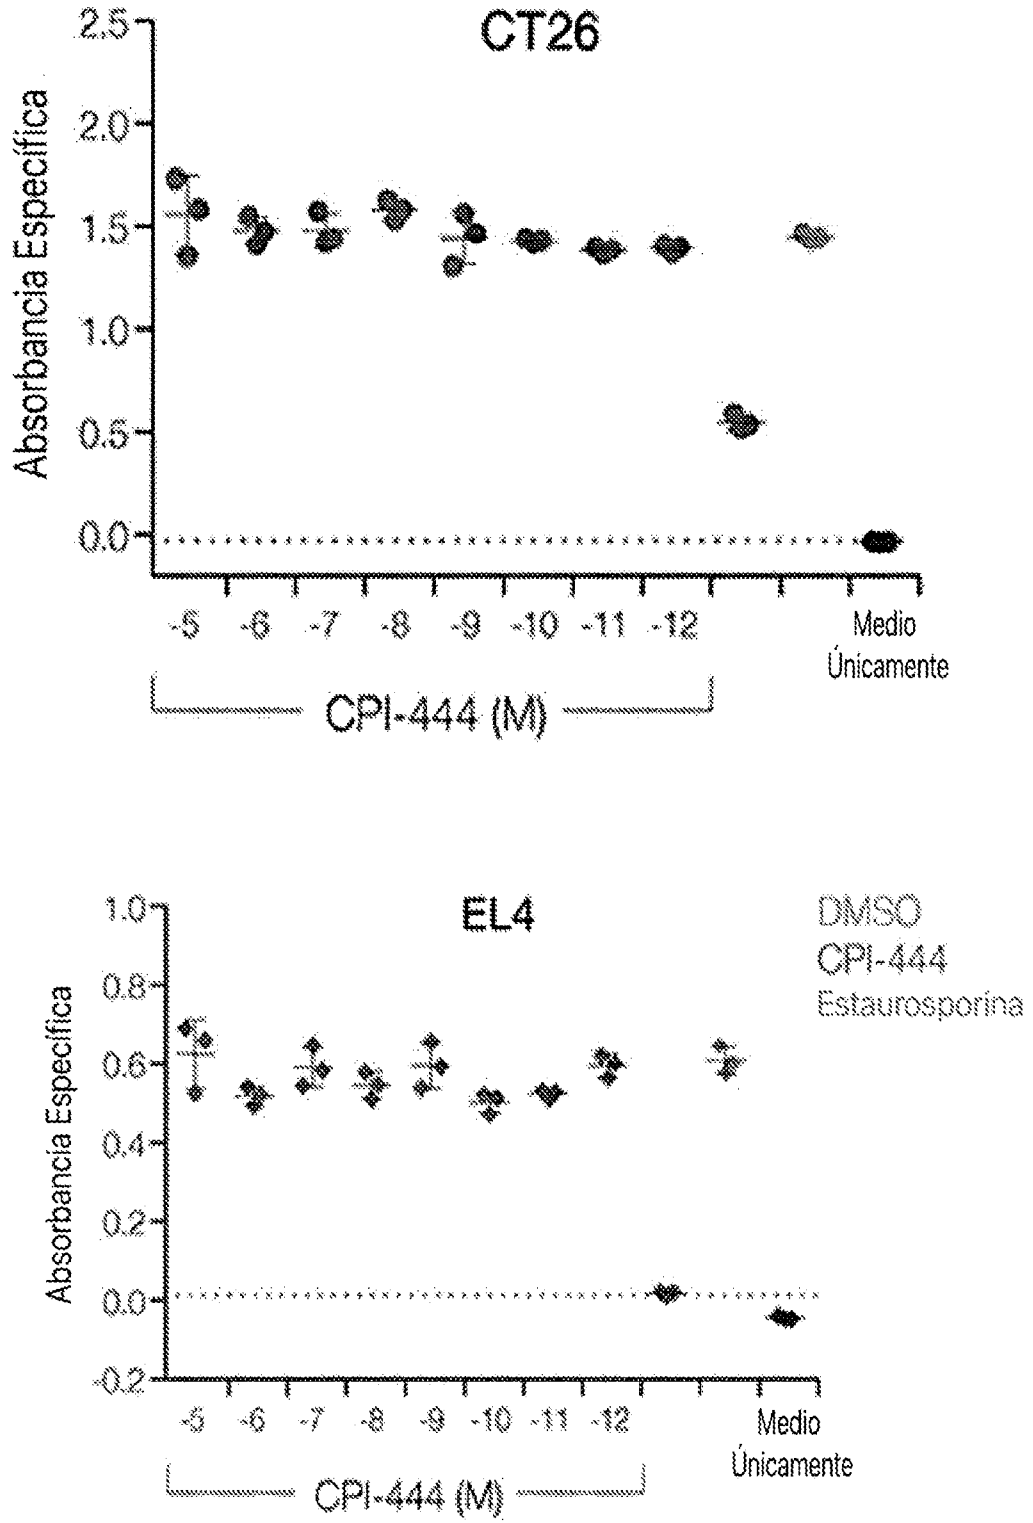 CT26
Absorbancia Específica
2.5
2.0
1.5
1.0
0.5
0.0
-5 -6 -7 -8 -9 -10 -11 -12
Medio
Únicamente
CPI-444 (M)
EL4
DMSO
CPI-444
Estaurosporina
Absorbancia Específica
1.0
0.8
0.6
0.4
0.2
0.0
-0.2
-5 -6 -7 -8 -9 -10 -11 -12
Medio
Únicamente
CPI-444 (M)